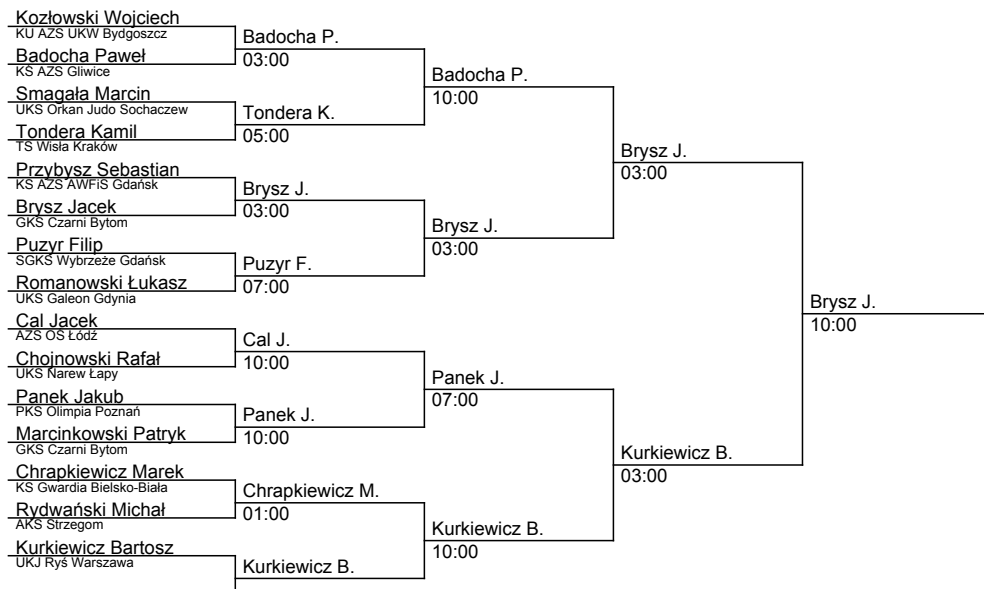 Kozłowski Wojciech
KU AZS UKW Bydgoszcz
Badocha Paweł
KŚ AZS Gliwice
Smagała Marcin
UKS Orkan Judo Sochaczew
Tondera Kamil
TS Wisła Kraków
Przybysz Sebastian
KS AZS AWFiS Gdańsk
Brysz Jacek
GKS Czarni Bytom
Puzyr Filip
SGKS Wybrzeże Gdańsk
Romanowski Łukasz
UKS Galeon Gdynia
Cal Jacek
AZS OŚ Łódź
Chojnowski Rafał
UKS Narew Łapy
Panek Jakub
PKS Olimpia Poznań
Marcinkowski Patryk
GKS Czarni Bytom
Chrapkiewicz Marek
KS Gwardia Bielsko-Biała
Rydwański Michał
AKS Strzegom
Kurkiewicz Bartosz
UKJ Ryś Warszawa
Badocha P.
03:00
Tondera K.
05:00
Brysz J.
03:00
Puzyr F.
07:00
Cal J.
10:00
Panek J.
10:00
Chrapkiewicz M.
01:00
Kurkiewicz B.
Badocha P.
10:00
Brysz J.
03:00
Panek J.
07:00
Kurkiewicz B.
10:00
Brysz J.
03:00
Kurkiewicz B.
03:00
Brysz J.
10:00